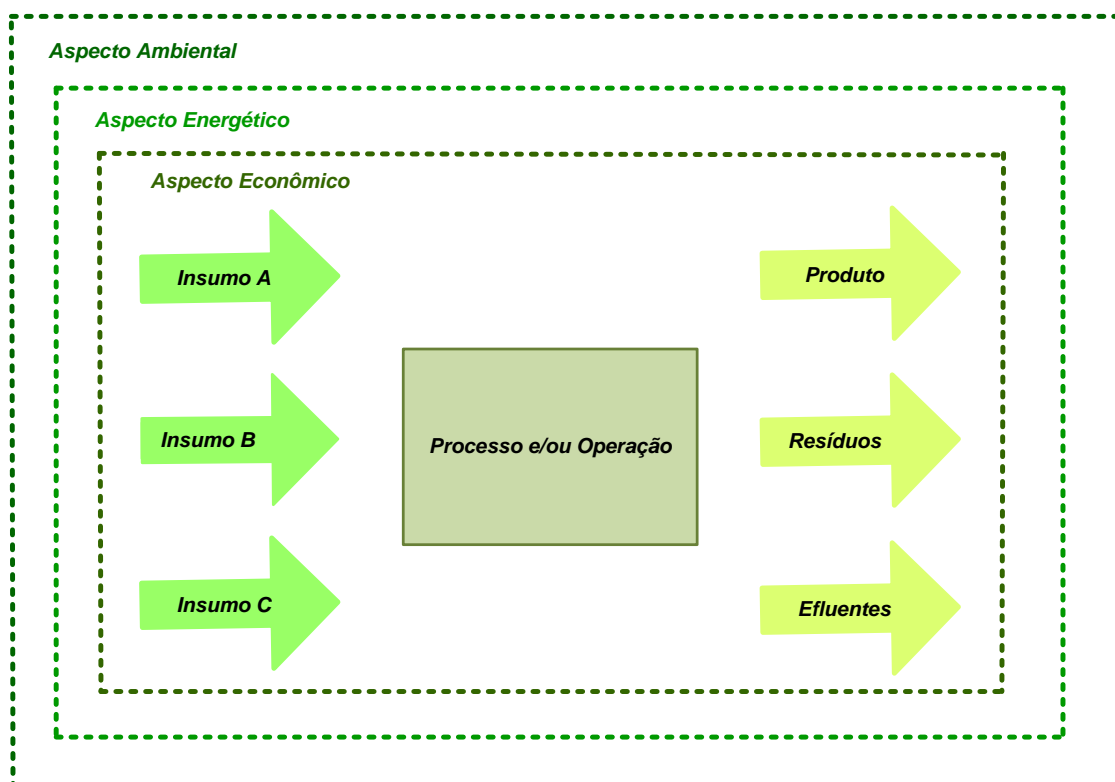 Aspecto Ambiental
Aspecto Energético
Aspecto Econômico
Insumo A
Produto
Insumo B
Processo e/ou Operação
Resíduos
Insumo C
Efluentes